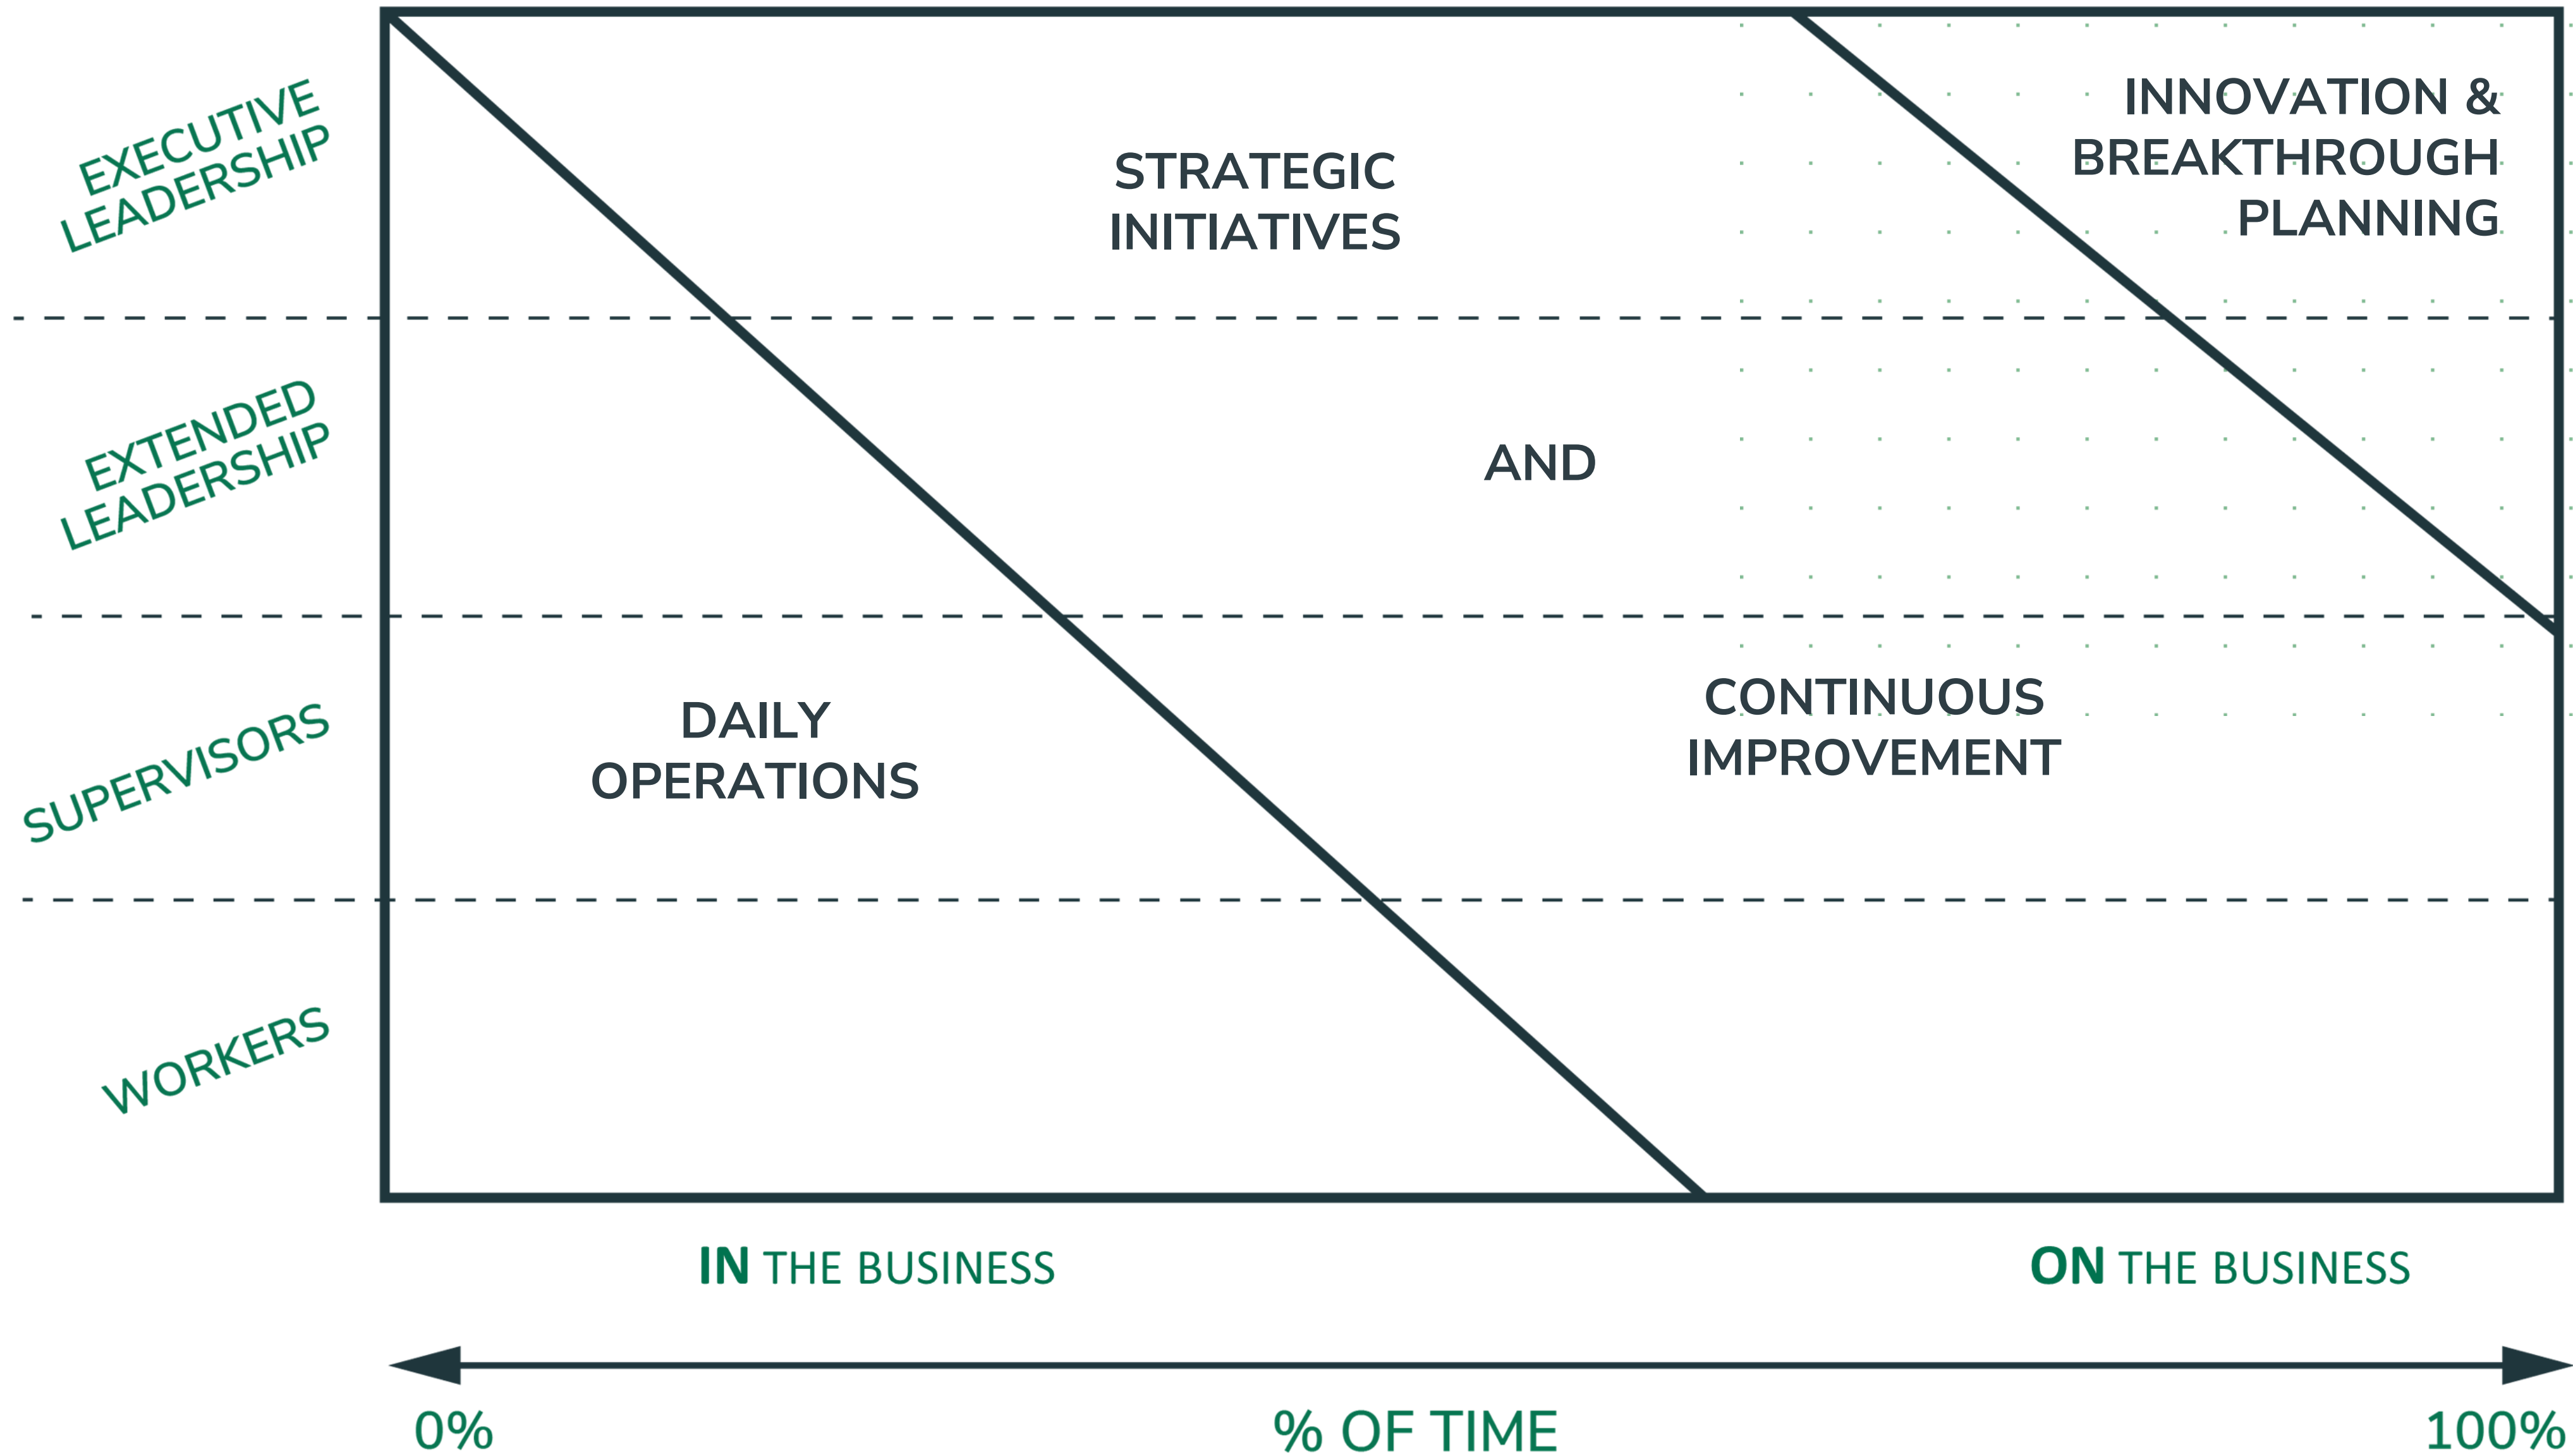 EXECUTIVE
LEADERSHIP
STRATEGIC
INITIATIVES
INNOVATION &
BREAKTHROUGH
PLANNING
EXTENDED
LEADERSHIP
AND
SUPERVISORS
DAILY
OPERATIONS
CONTINUOUS
IMPROVEMENT
WORKERS
IN THE BUSINESS
ON THE BUSINESS
0%
% OF TIME
100%